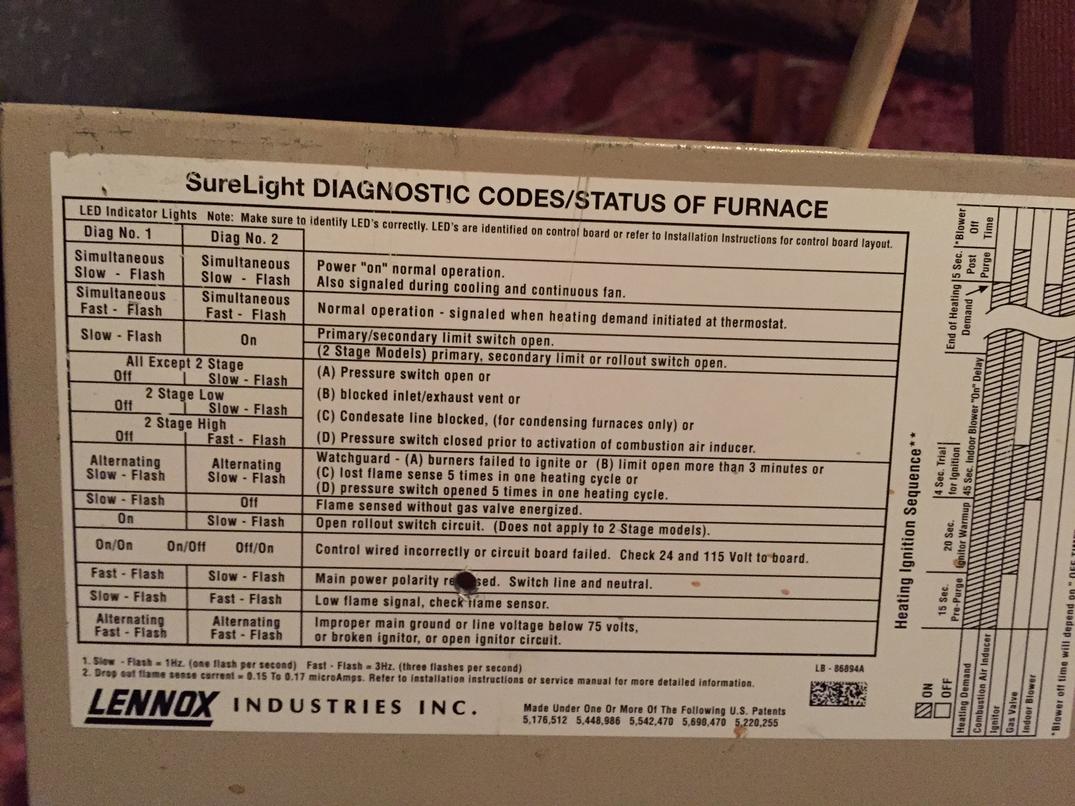 SureLight DIAGNOSTIC CODES/STATUS OF FURNACE
LED Indicator Lights Note: Make sure to identify LED's correctly. LED's are identified on control board or refer to Installation Instructions for control board layout.
Diag No. 1 Diag No. 2
Simultaneous Slow - Flash Simultaneous Slow - Flash Power "on" normal operation.
Also signaled during cooling and continuous fan.
Simultaneous Fast - Flash Simultaneous Fast - Flash Normal operation - signaled when heating demand initiated at thermostat.
Slow - Flash On Primary/secondary limit switch open.
(2 Stage Models) primary, secondary limit or rollout switch open.
All Except 2 Stage
Off Slow - Flash
2 Stage Low
Off Slow - Flash
2 Stage High
Off Fast - Flash
(A) Pressure switch open or
(B) blocked inlet/exhaust vent or
(C) Condesate line blocked, (for condensing furnaces only) or
(D) Pressure switch closed prior to activation of combustion air inducer.
Alternating Slow - Flash Alternating Slow - Flash Watchguard - (A) burners failed to ignite or (B) limit open more than 3 minutes or
(C) lost flame sense 5 times in one heating cycle or
(D) pressure switch opened 5 times in one heating cycle.
Slow - Flash Off Flame sensed without gas valve energized.
On Slow - Flash Open rollout switch circuit. (Does not apply to 2 Stage models).
On/On On/Off Off/On Control wired incorrectly or circuit board failed. Check 24 and 115 Volt to board.
Fast - Flash Slow - Flash Main power polarity re sed. Switch line and neutral.
Slow - Flash Fast - Flash Low flame signal, check flame sensor.
Alternating Fast - Flash Alternating Fast - Flash Improper main ground or line voltage below 75 volts,
or broken ignitor, or open ignitor circuit.
1. Slow - Flash = 1Hz. (one flash per second) Fast - Flash = 3Hz. (three flashes per second)
2. Drop out flame sense current = 0.15 To 0.17 microAmps. Refer to installation instructions or service manual for more detailed information.
LB - 86894A
LENNOX INDUSTRIES INC.
Made Under One Or More Of The Following U.S. Patents
5,176,512 5,448,986 5,542,470 5,698,470 5,220,255
Heating Ignition Sequence**
15 Sec. Pre-Purge
20 Sec. Ignitor Warmup
4 Sec. Trial for Ignition
45 Sec. Indoor Blower "On" Delay
End of Heating Demand
5 Sec. Post Purge
*Blower Off Time
Heating Demand
Combustion Air Inducer
Ignitor
Gas Valve
Indoor Blower
ON
OFF
*Blower off time will depend on " OFF